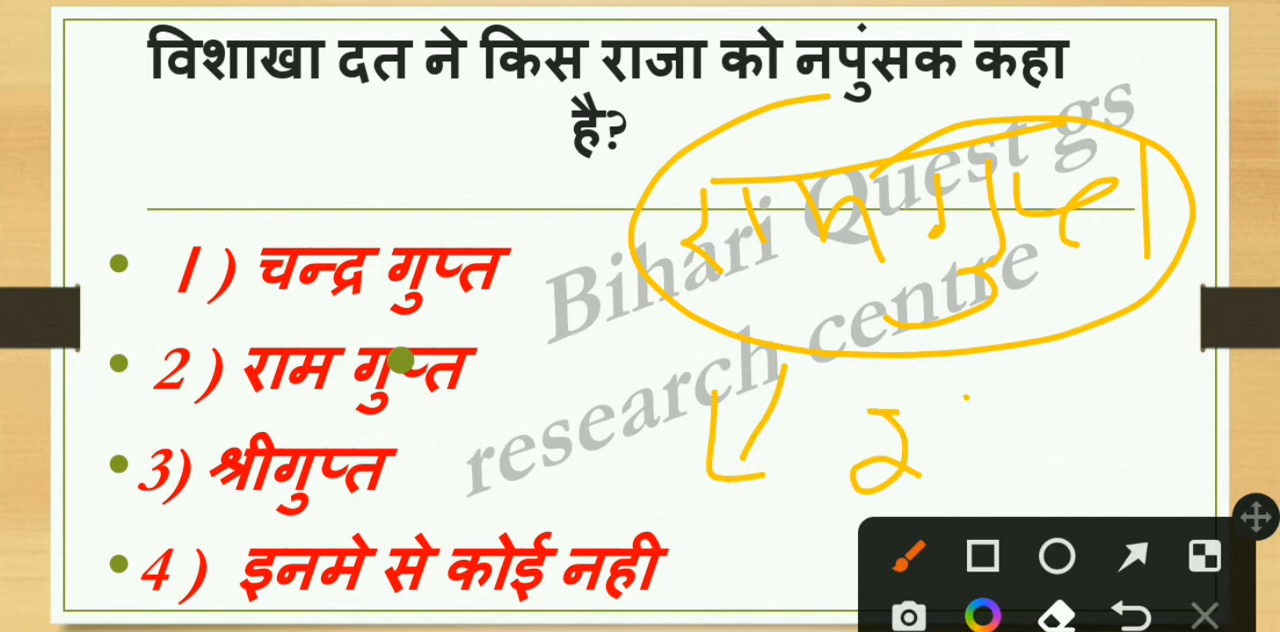 विशाखा दत ने किस राजा को नपुंसक कहा
है?
1 ) चन्द्र गुप्त
2 ) राम गुप्त
3) श्रीगुप्त
4 ) इनमे से कोई नही
Bihari Quest gs
research centre
रामगुप्त
2